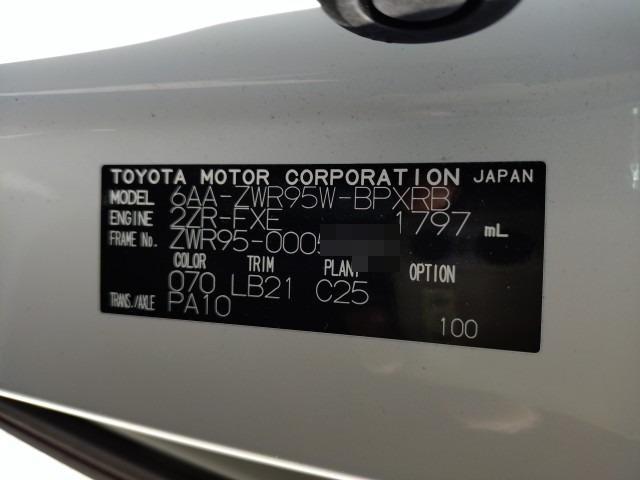 TOYOTA MOTOR CORPORATION JAPAN
MODEL 6AA-ZWR95W-BPXRB
ENGINE 2ZR-FXE 1797 mL
FRAME No. ZWR95-0005
COLOR TRIM PLANT OPTION
070 LB21 C25
TRANS./AXLE PA10
100